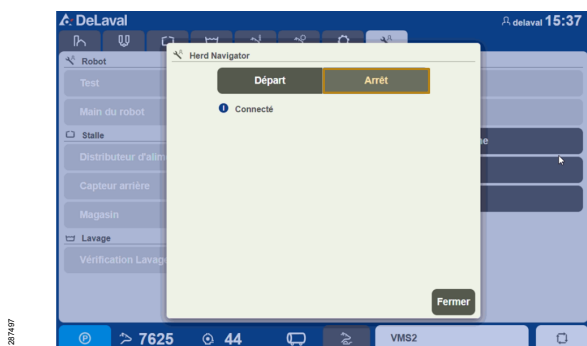 DeLaval
delaval 15:37
Robot
Test
Main du robot
Stalle
Distributeur d'alim
Capteur arrière
Magasin
Lavage
Vérification Lavage
Herd Navigator
Départ
Arrêt
Connecté
Fermer
ne
7625
44
VMS2
287497